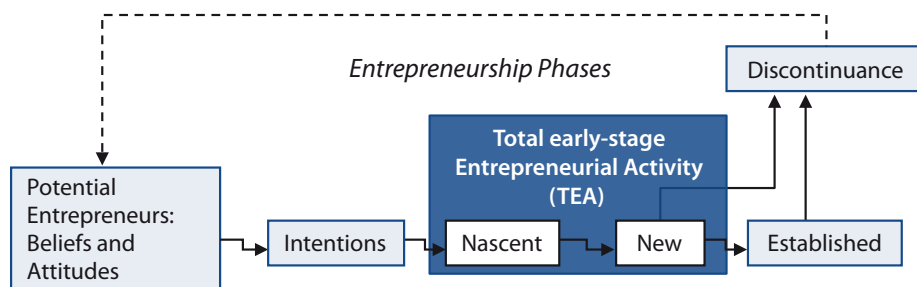 Entrepreneurship Phases
Discontinuance
Total early-stage
Entrepreneurial Activity
(TEA)
Potential
Entrepreneurs:
Beliefs and
Attitudes
Intentions
Nascent
New
Established